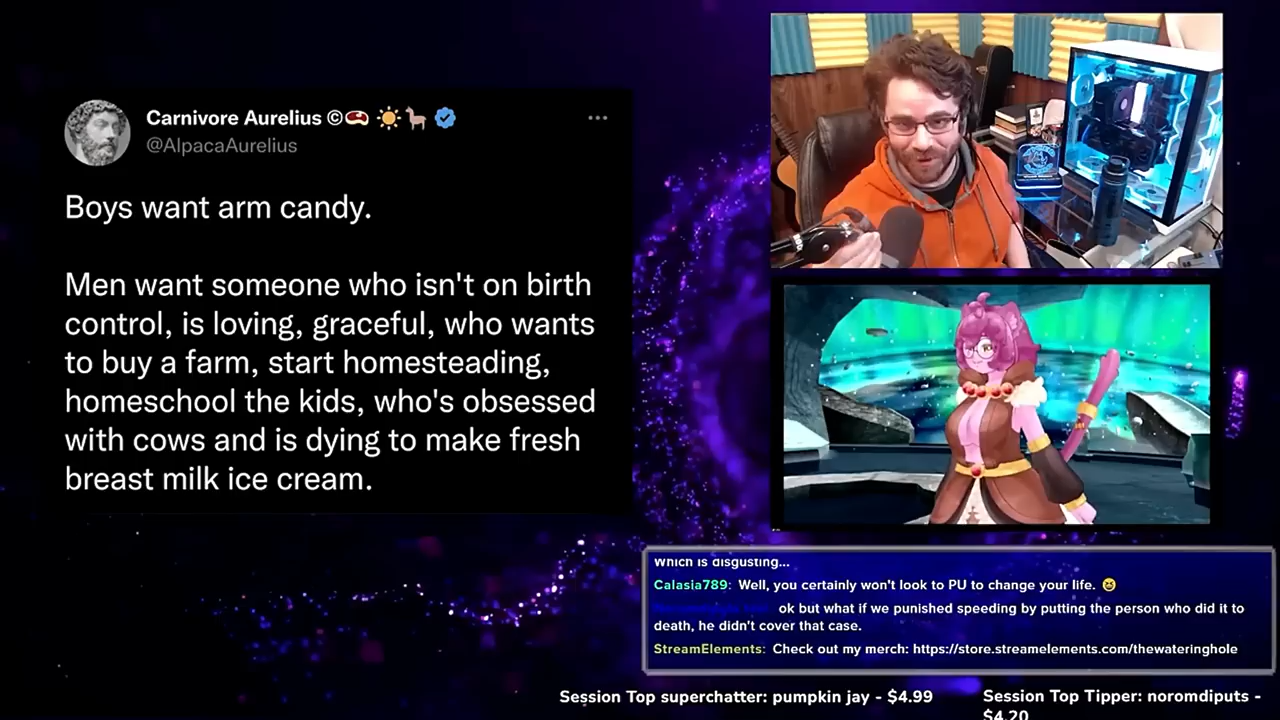 Carnivore Aurelius ©🥩 ☀️🦙
@AlpacaAurelius
Boys want arm candy.
Men want someone who isn't on birth
control, is loving, graceful, who wants
to buy a farm, start homesteading,
homeschool the kids, who's obsessed
with cows and is dying to make fresh
breast milk ice cream.
which is disgusting...
Calasia789: Well, you certainly won't look to PU to change your life. 😆
ok but what if we punished speeding by putting the person who did it to
death, he didn't cover that case.
StreamElements: Check out my merch: https://store.streamelements.com/thewateringhole
Session Top superchatter: pumpkin jay - $4.99
Session Top Tipper: noromdiputs -
$4.20